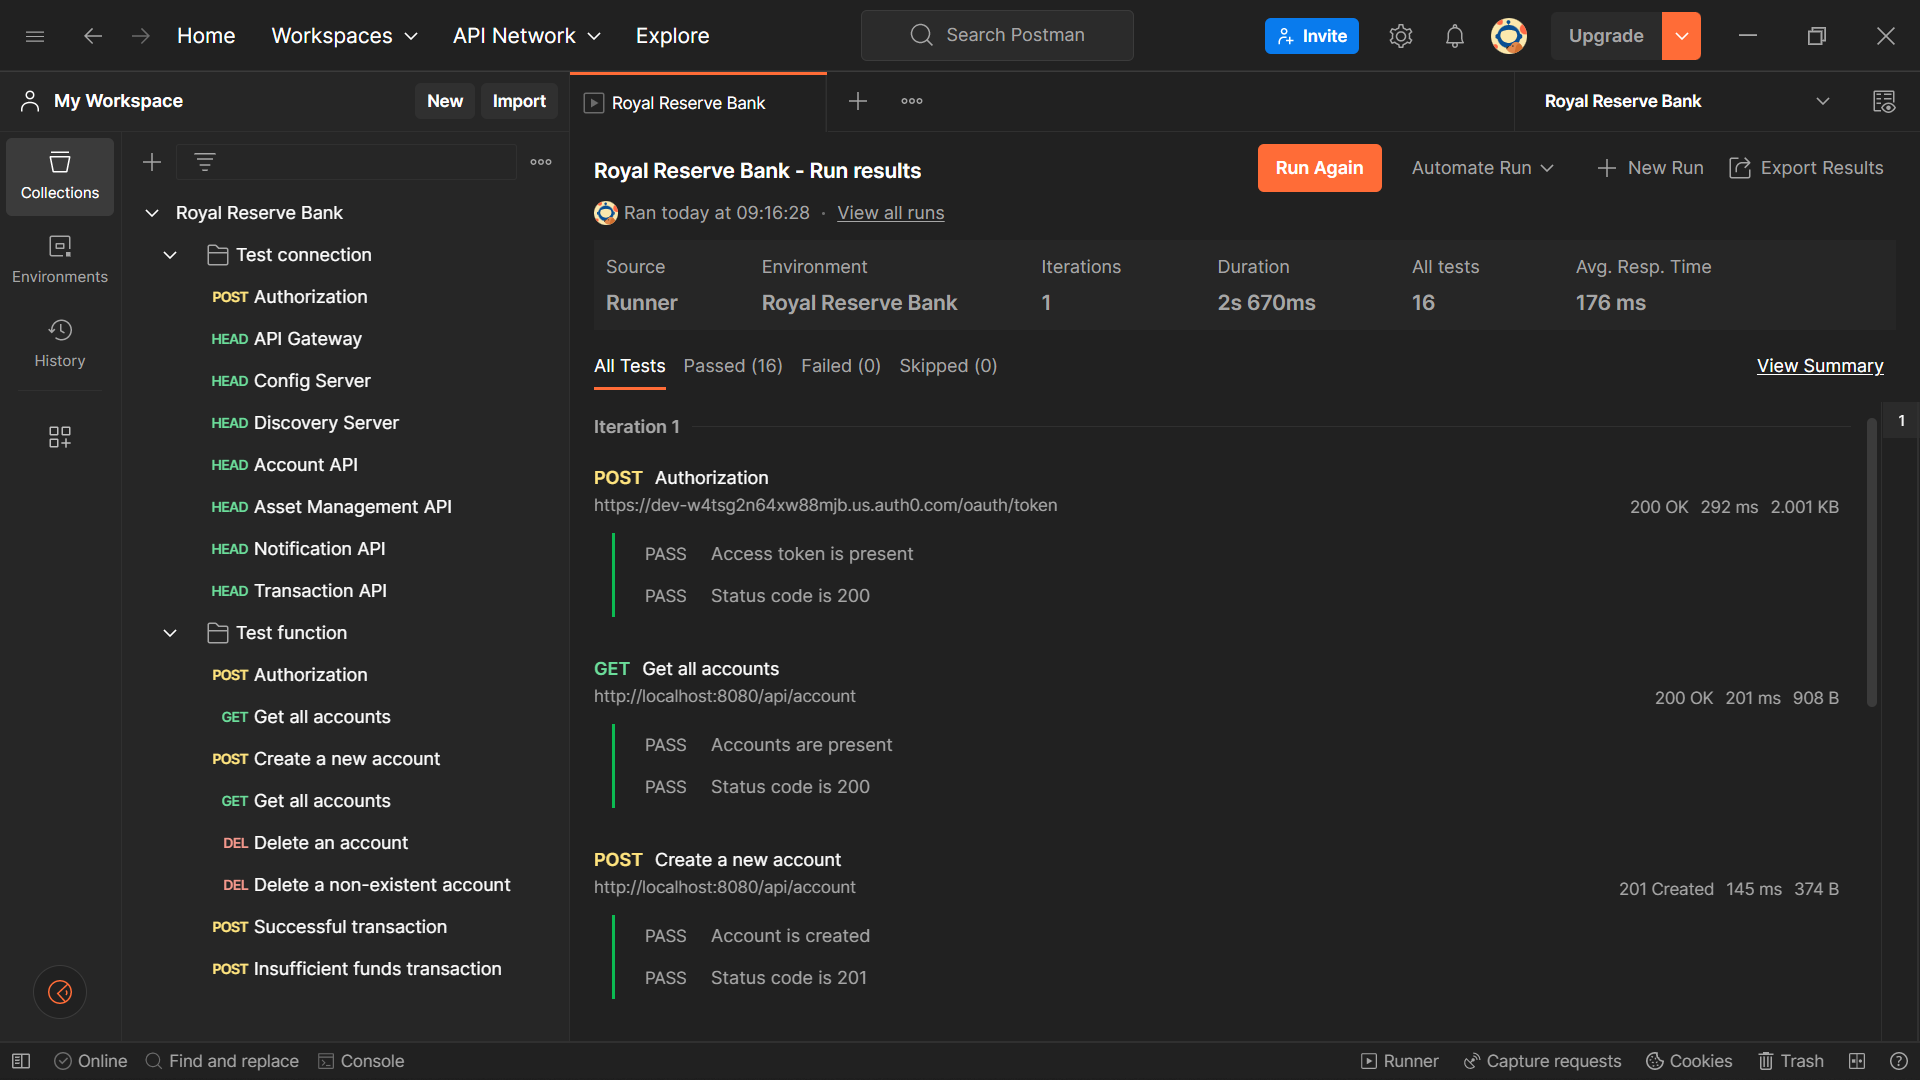 Home Workspaces API Network Explore Search Postman Invite Upgrade
My Workspace New Import Royal Reserve Bank Royal Reserve Bank
Collections
Environments
History
Royal Reserve Bank
Test connection
POST Authorization
HEAD API Gateway
HEAD Config Server
HEAD Discovery Server
HEAD Account API
HEAD Asset Management API
HEAD Notification API
HEAD Transaction API
Test function
POST Authorization
GET Get all accounts
POST Create a new account
GET Get all accounts
DEL Delete an account
DEL Delete a non-existent account
POST Successful transaction
POST Insufficient funds transaction
Royal Reserve Bank - Run results Run Again Automate Run New Run Export Results
Ran today at 09:16:28 · View all runs
Source Environment Iterations Duration All tests Avg. Resp. Time
Runner Royal Reserve Bank 1 2s 670ms 16 176 ms
All Tests Passed (16) Failed (0) Skipped (0) View Summary
Iteration 1 1
POST Authorization
https://dev-w4tsg2n64xw88mjb.us.auth0.com/oauth/token 200 OK 292 ms 2.001 KB
PASS Access token is present
PASS Status code is 200
GET Get all accounts
http://localhost:8080/api/account 200 OK 201 ms 908 B
PASS Accounts are present
PASS Status code is 200
POST Create a new account
http://localhost:8080/api/account 201 Created 145 ms 374 B
PASS Account is created
PASS Status code is 201
Online Find and replace Console Runner Capture requests Cookies Trash